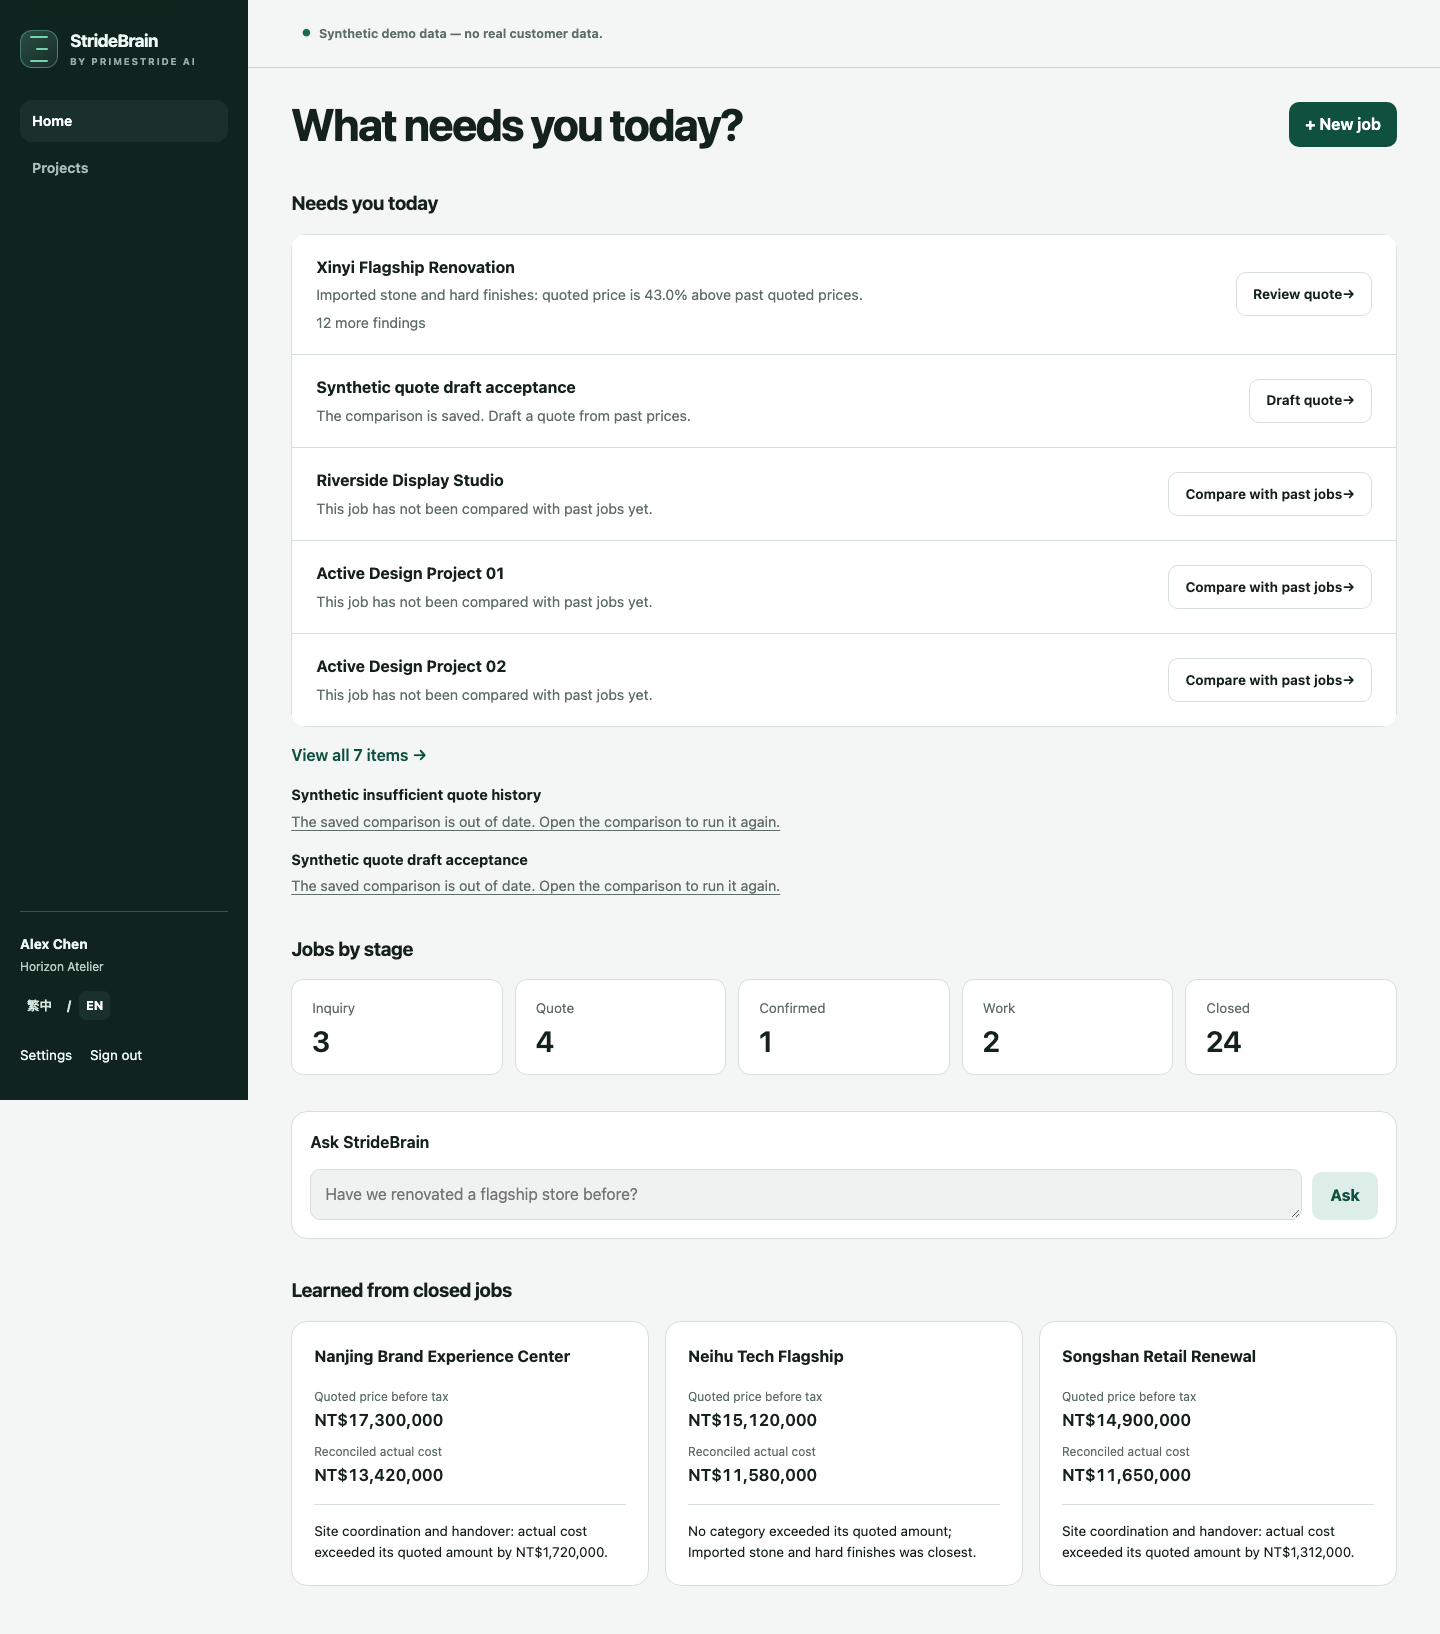 StrideBrain
BY PRIMESTRIDE AI
Home
Projects
Alex Chen
Horizon Atelier
繁中 / EN
Settings Sign out
Synthetic demo data — no real customer data.
What needs you today?
+ New job
Needs you today
Xinyi Flagship Renovation
Imported stone and hard finishes: quoted price is 43.0% above past quoted prices.
12 more findings
Review quote→
Synthetic quote draft acceptance
The comparison is saved. Draft a quote from past prices.
Draft quote→
Riverside Display Studio
This job has not been compared with past jobs yet.
Compare with past jobs→
Active Design Project 01
This job has not been compared with past jobs yet.
Compare with past jobs→
Active Design Project 02
This job has not been compared with past jobs yet.
Compare with past jobs→
View all 7 items →
Synthetic insufficient quote history
The saved comparison is out of date. Open the comparison to run it again.
Synthetic quote draft acceptance
The saved comparison is out of date. Open the comparison to run it again.
Jobs by stage
Inquiry
3
Quote
4
Confirmed
1
Work
2
Closed
24
Ask StrideBrain
Have we renovated a flagship store before?
Ask
Learned from closed jobs
Nanjing Brand Experience Center
Quoted price before tax
NT$17,300,000
Reconciled actual cost
NT$13,420,000
Site coordination and handover: actual cost
exceeded its quoted amount by NT$1,720,000.
Neihu Tech Flagship
Quoted price before tax
NT$15,120,000
Reconciled actual cost
NT$11,580,000
No category exceeded its quoted amount;
Imported stone and hard finishes was closest.
Songshan Retail Renewal
Quoted price before tax
NT$14,900,000
Reconciled actual cost
NT$11,650,000
Site coordination and handover: actual cost
exceeded its quoted amount by NT$1,312,000.